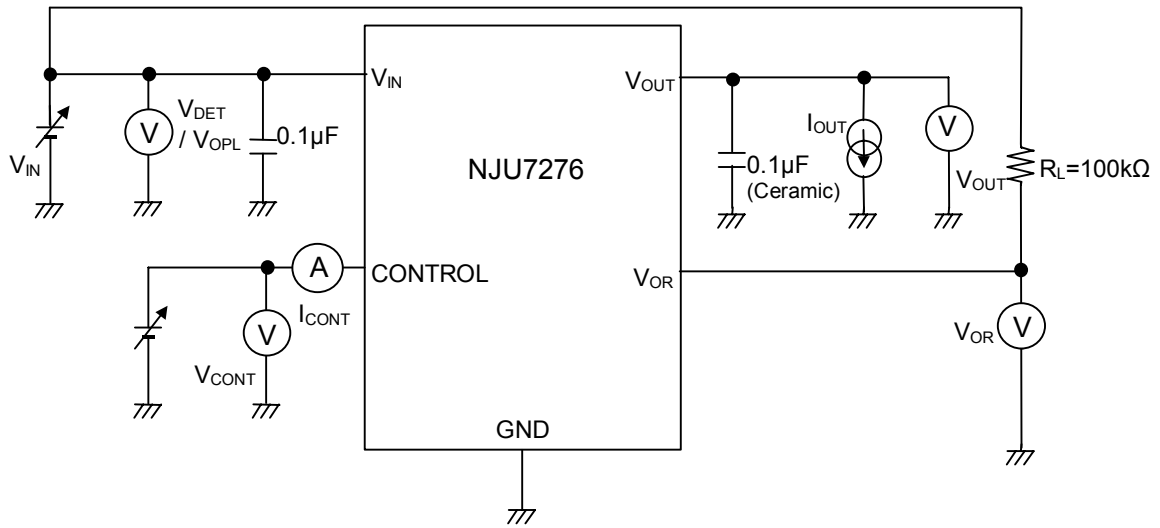 V_IN
V_OUT
V_DET
/ V_OPL
V
0.1µF
V_IN
NJU7276
I_OUT
V
0.1µF
(Ceramic)
V_OUT
R_L=100kΩ
A
CONTROL
V_OR
I_CONT
V
V_CONT
V
V_OR
GND